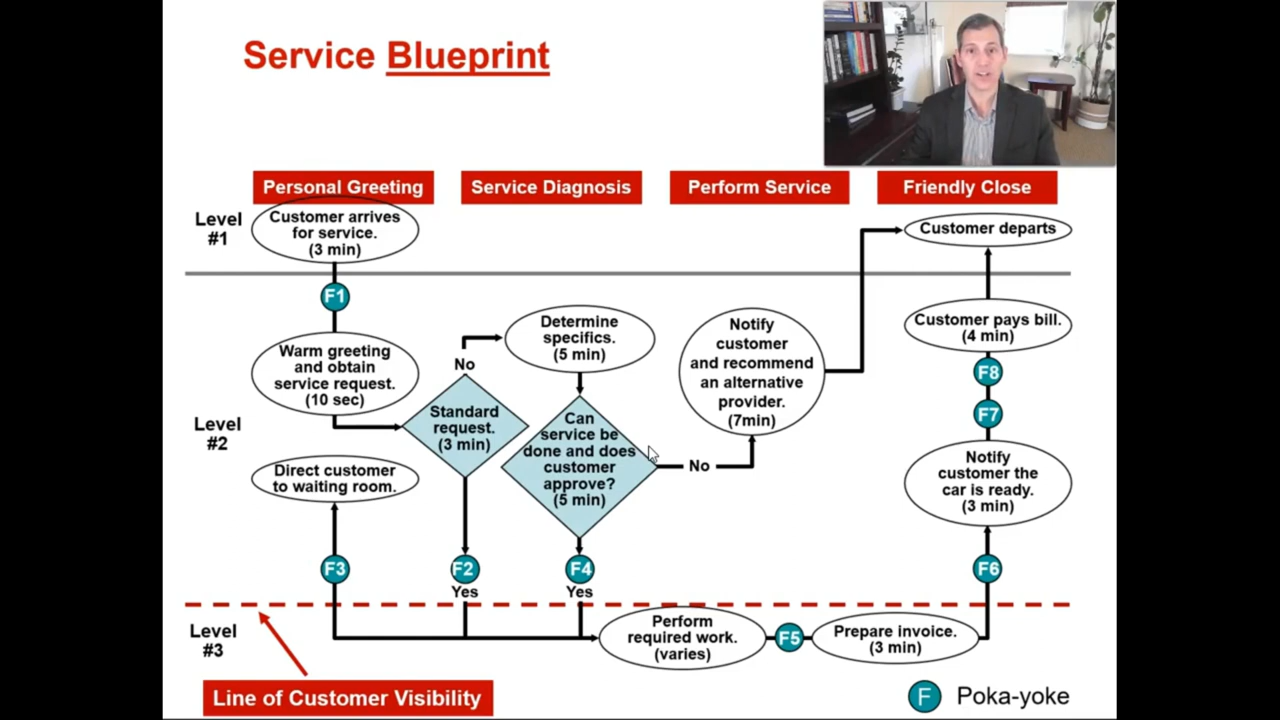 Service Blueprint
Personal Greeting
Service Diagnosis
Perform Service
Friendly Close
Level
#1
Customer arrives
for service.
(3 min)
Customer departs
F1
Level
#2
Warm greeting
and obtain
service request.
(10 sec)
No
Standard
request.
(3 min)
Determine
specifics.
(5 min)
Can
service be
done and does
customer
approve?
(5 min)
No
Notify
customer
and recommend
an alternative
provider.
(7min)
Customer pays bill.
(4 min)
F8
F7
Notify
customer the
car is ready.
(3 min)
Direct customer
to waiting room.
F3
F2
Yes
F4
Yes
F6
Level
#3
Perform
required work.
(varies)
F5
Prepare invoice.
(3 min)
Line of Customer Visibility
F Poka-yoke